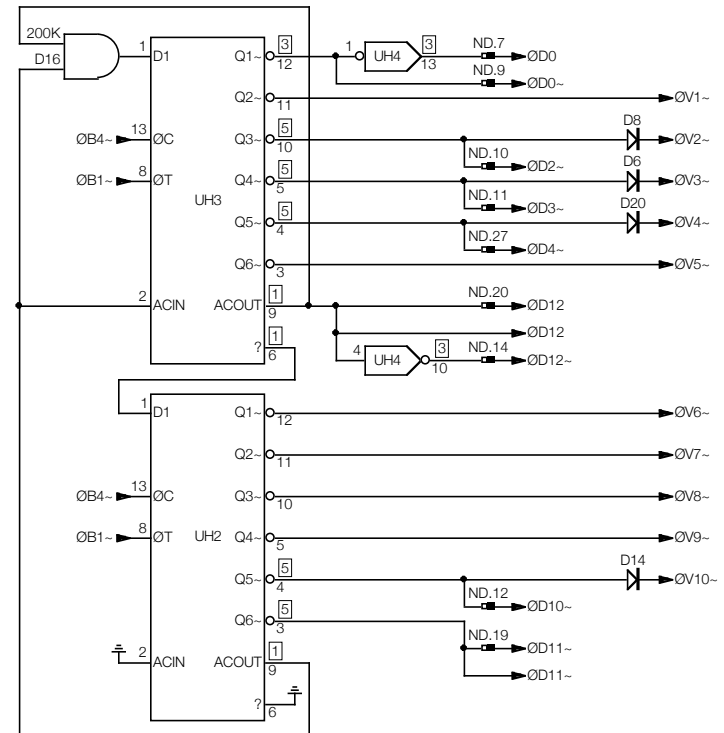 200K
D16
1
D1
Q1~
3
12
1
UH4
3
13
ND.7
ØD0
ND.9
ØD0~
Q2~
11
ØV1~
ØB4~
13
ØC
Q3~
5
10
D8
ØV2~
ND.10
ØD2~
ØB1~
8
ØT
Q4~
5
5
D6
ØV3~
ND.11
ØD3~
UH3
Q5~
5
4
D20
ØV4~
ND.27
ØD4~
Q6~
3
ØV5~
2
ACIN
ACOUT
1
9
ND.20
ØD12
ØD12
?
1
6
4
UH4
3
10
ND.14
ØD12~
1
D1
Q1~
12
ØV6~
Q2~
11
ØV7~
ØB4~
13
ØC
Q3~
10
ØV8~
ØB1~
8
ØT
UH2
Q4~
5
ØV9~
Q5~
5
4
D14
ØV10~
ND.12
ØD10~
Q6~
5
3
ND.19
ØD11~
ØD11~
2
ACIN
ACOUT
1
9
?
6